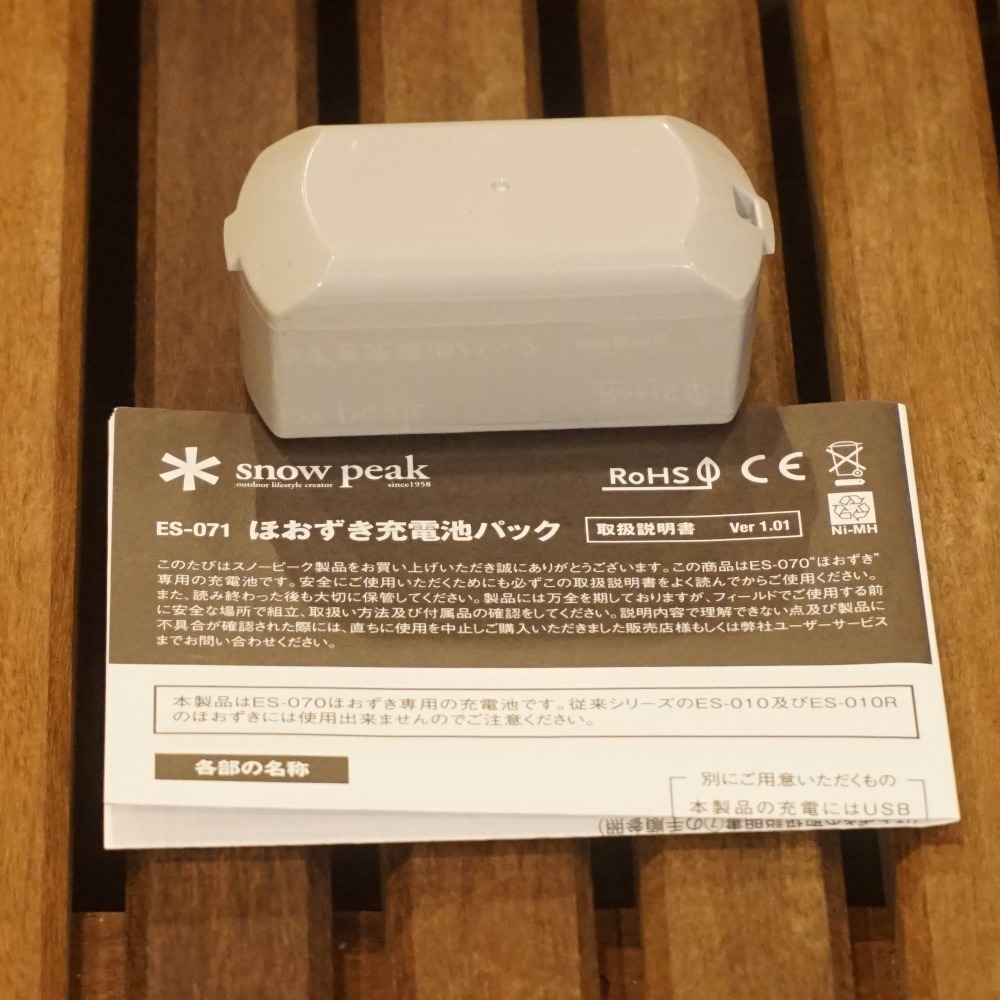 snow peak
outdoor lifestyle creator since1958
RoHS CE
Ni-MH
ES-071 ほおずき充電池パック 取扱説明書 Ver 1.01
このたびはスノーピーク製品をお買い上げいただき誠にありがとうございます。この商品はES-070"ほおずき"
専用の充電池です。安全にご使用いただくためにも必ずこの取扱説明書をよく読んでからご使用ください。
また、読み終わった後も大切に保管してください。製品には万全を期しておりますが、フィールドでご使用する前
に安全な場所で組立、取扱い方法及び付属品の確認をしてください。説明内容で理解できない点及び製品に
不具合が確認された際には、直ちに使用を中止しご購入いただきました販売店様もしくは弊社ユーザーサービス
までお問い合わせください。
本製品はES-070ほおずき専用の充電池です。従来シリーズのES-010及びES-010R
のほおずきには使用出来ませんのでご注意ください。
各部の名称
別にご用意いただくもの
本製品の充電にはUSB